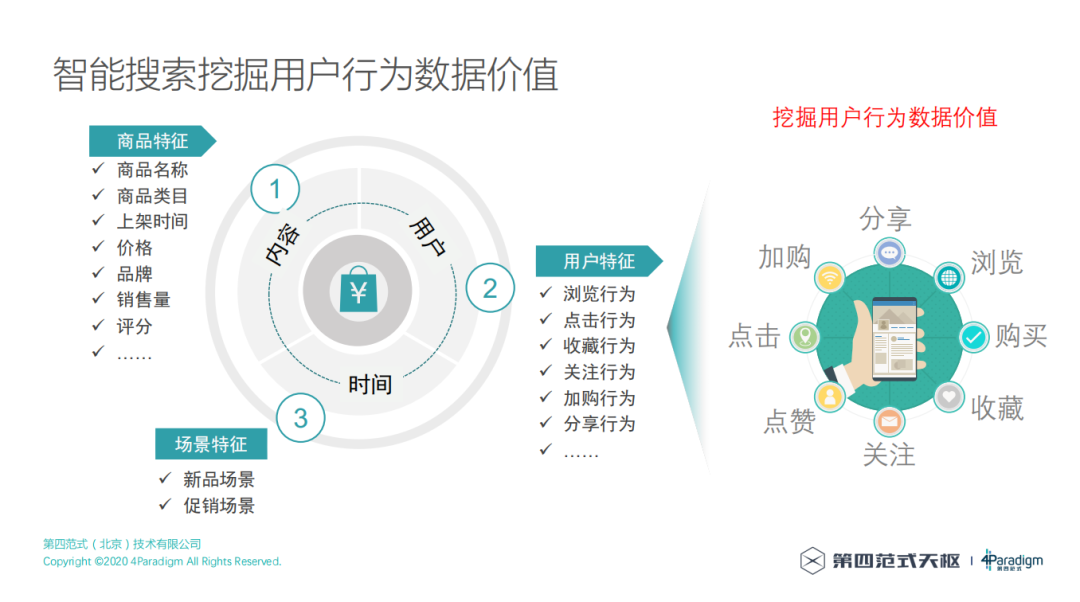 智能搜索挖掘用户行为数据价值
挖掘用户行为数据价值
商品特征
商品名称
商品类目
上架时间
价格
品牌
销售量
评分
……
1
内容
用户
时间
¥
2
3
用户特征
浏览行为
点击行为
收藏行为
关注行为
加购行为
分享行为
……
场景特征
新品场景
促销场景
分享
加购
浏览
点击
购买
点赞
收藏
关注
第四范式（北京）技术有限公司
Copyright ©2020 4Paradigm All Rights Reserved.
第四范式天枢
4Paradigm
第四范式